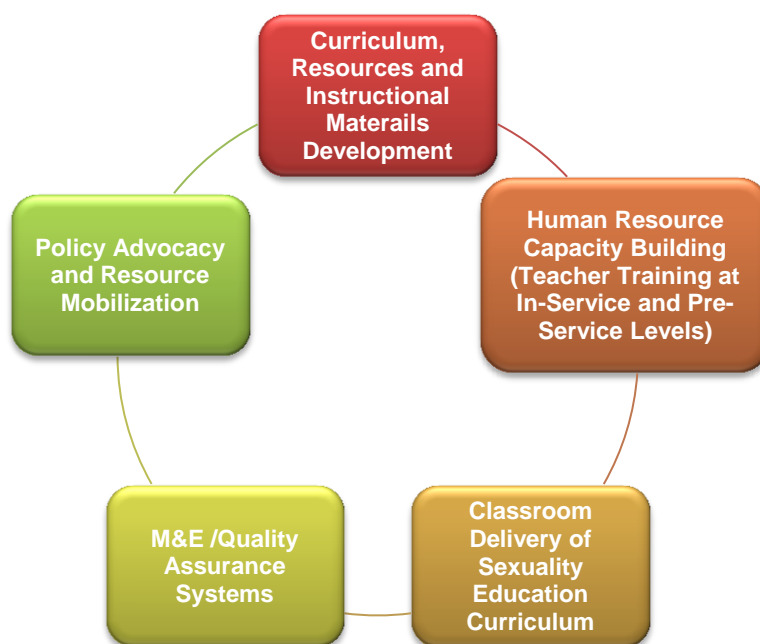 Curriculum,
Resources and
Instructional
Materails
Development
Human Resource
Capacity Building
(Teacher Training at
In-Service and Pre-
Service Levels)
Classroom
Delivery of
Sexuality
Education
Curriculum
M&E /Quality
Assurance
Systems
Policy Advocacy
and Resource
Mobilization